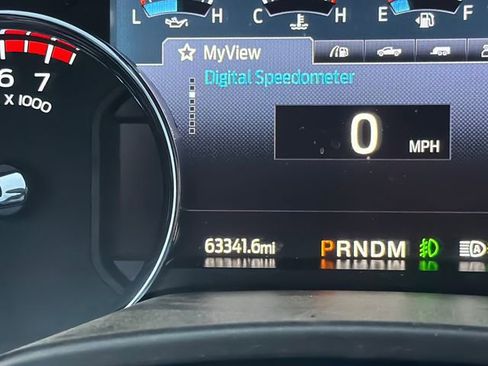 L H C H E F
MyView
Digital Speedometer
6 7
x 1000
0 MPH
63341.6mi PRNDM A